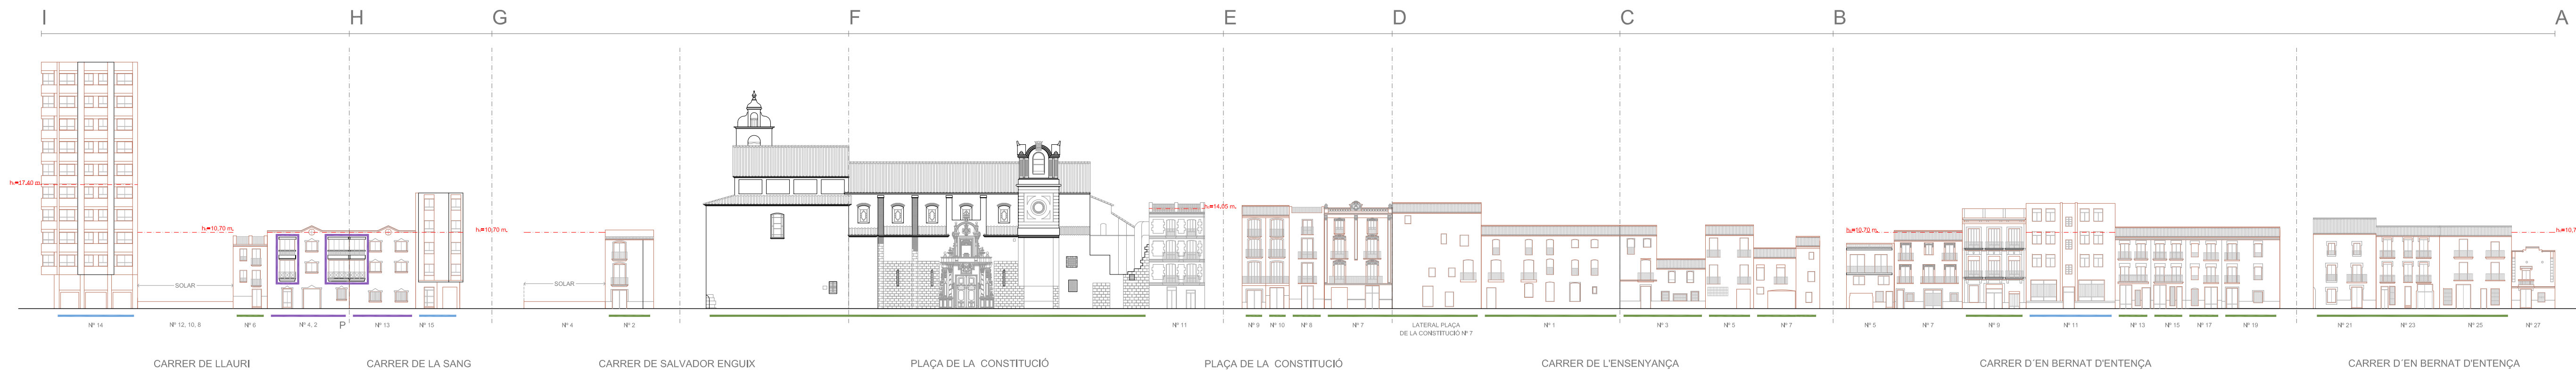 I H G F E D C B A
h=17,40 m.
h=10,70 m.
h=10,70 m.
h=14,05 m.
h=10,70 m.
h=10,7
SOLAR
SOLAR
Nº 14 Nº 12, 10, 8 Nº 6 Nº 4, 2 P Nº 13 Nº 15 Nº 4 Nº 2 Nº 11 Nº 9 Nº 10 Nº 8 Nº 7 LATERAL PLAÇA Nº 1 Nº 3 Nº 5 Nº 7 Nº 5 Nº 7 Nº 9 Nº 11 Nº 13 Nº 15 Nº 17 Nº 19 Nº 21 Nº 23 Nº 25 Nº 27
DE LA CONSTITUCIÓ Nº 7
CARRER DE LLAURI CARRER DE LA SANG CARRER DE SALVADOR ENGUIX PLAÇA DE LA CONSTITUCIÓ PLAÇA DE LA CONSTITUCIÓ CARRER DE L'ENSENYANÇA CARRER D´EN BERNAT D'ENTENÇA CARRER D´EN BERNAT D'ENTENÇA